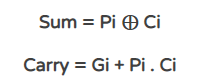 Sum = Pi ⊕ Ci
Carry = Gi + Pi . Ci